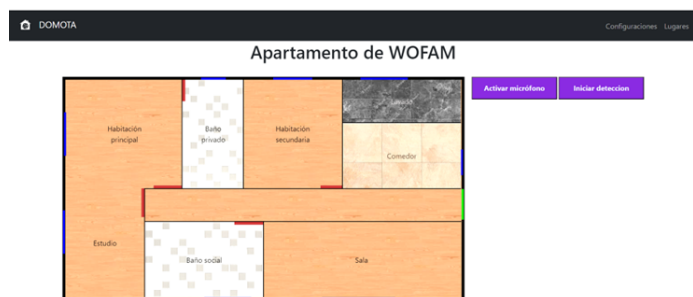 DOMOTA
Configuraciones Lugares
Apartamento de WOFAM
Activar micrófono
Iniciar deteccion
Habitación
principal
Baño
privado
Habitación
secundaria
Comedor
Estudio
Baño social
Sala